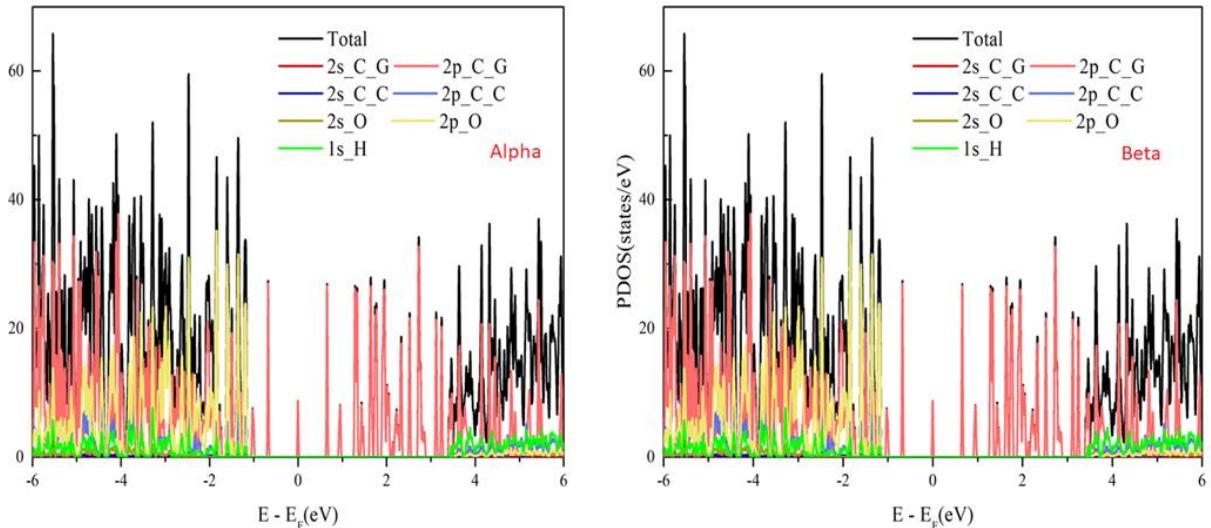 Total
2s_C_G 2p_C_G
2s_C_C 2p_C_C
2s_O 2p_O
1s_H
Alpha
60
40
20
0
-6 -4 -2 0 2 4 6
E - E_F(eV)
Total
2s_C_G 2p_C_G
2s_C_C 2p_C_C
2s_O 2p_O
1s_H
Beta
PDOS(states/eV)
60
40
20
0
-6 -4 -2 0 2 4 6
E - E_F(eV)